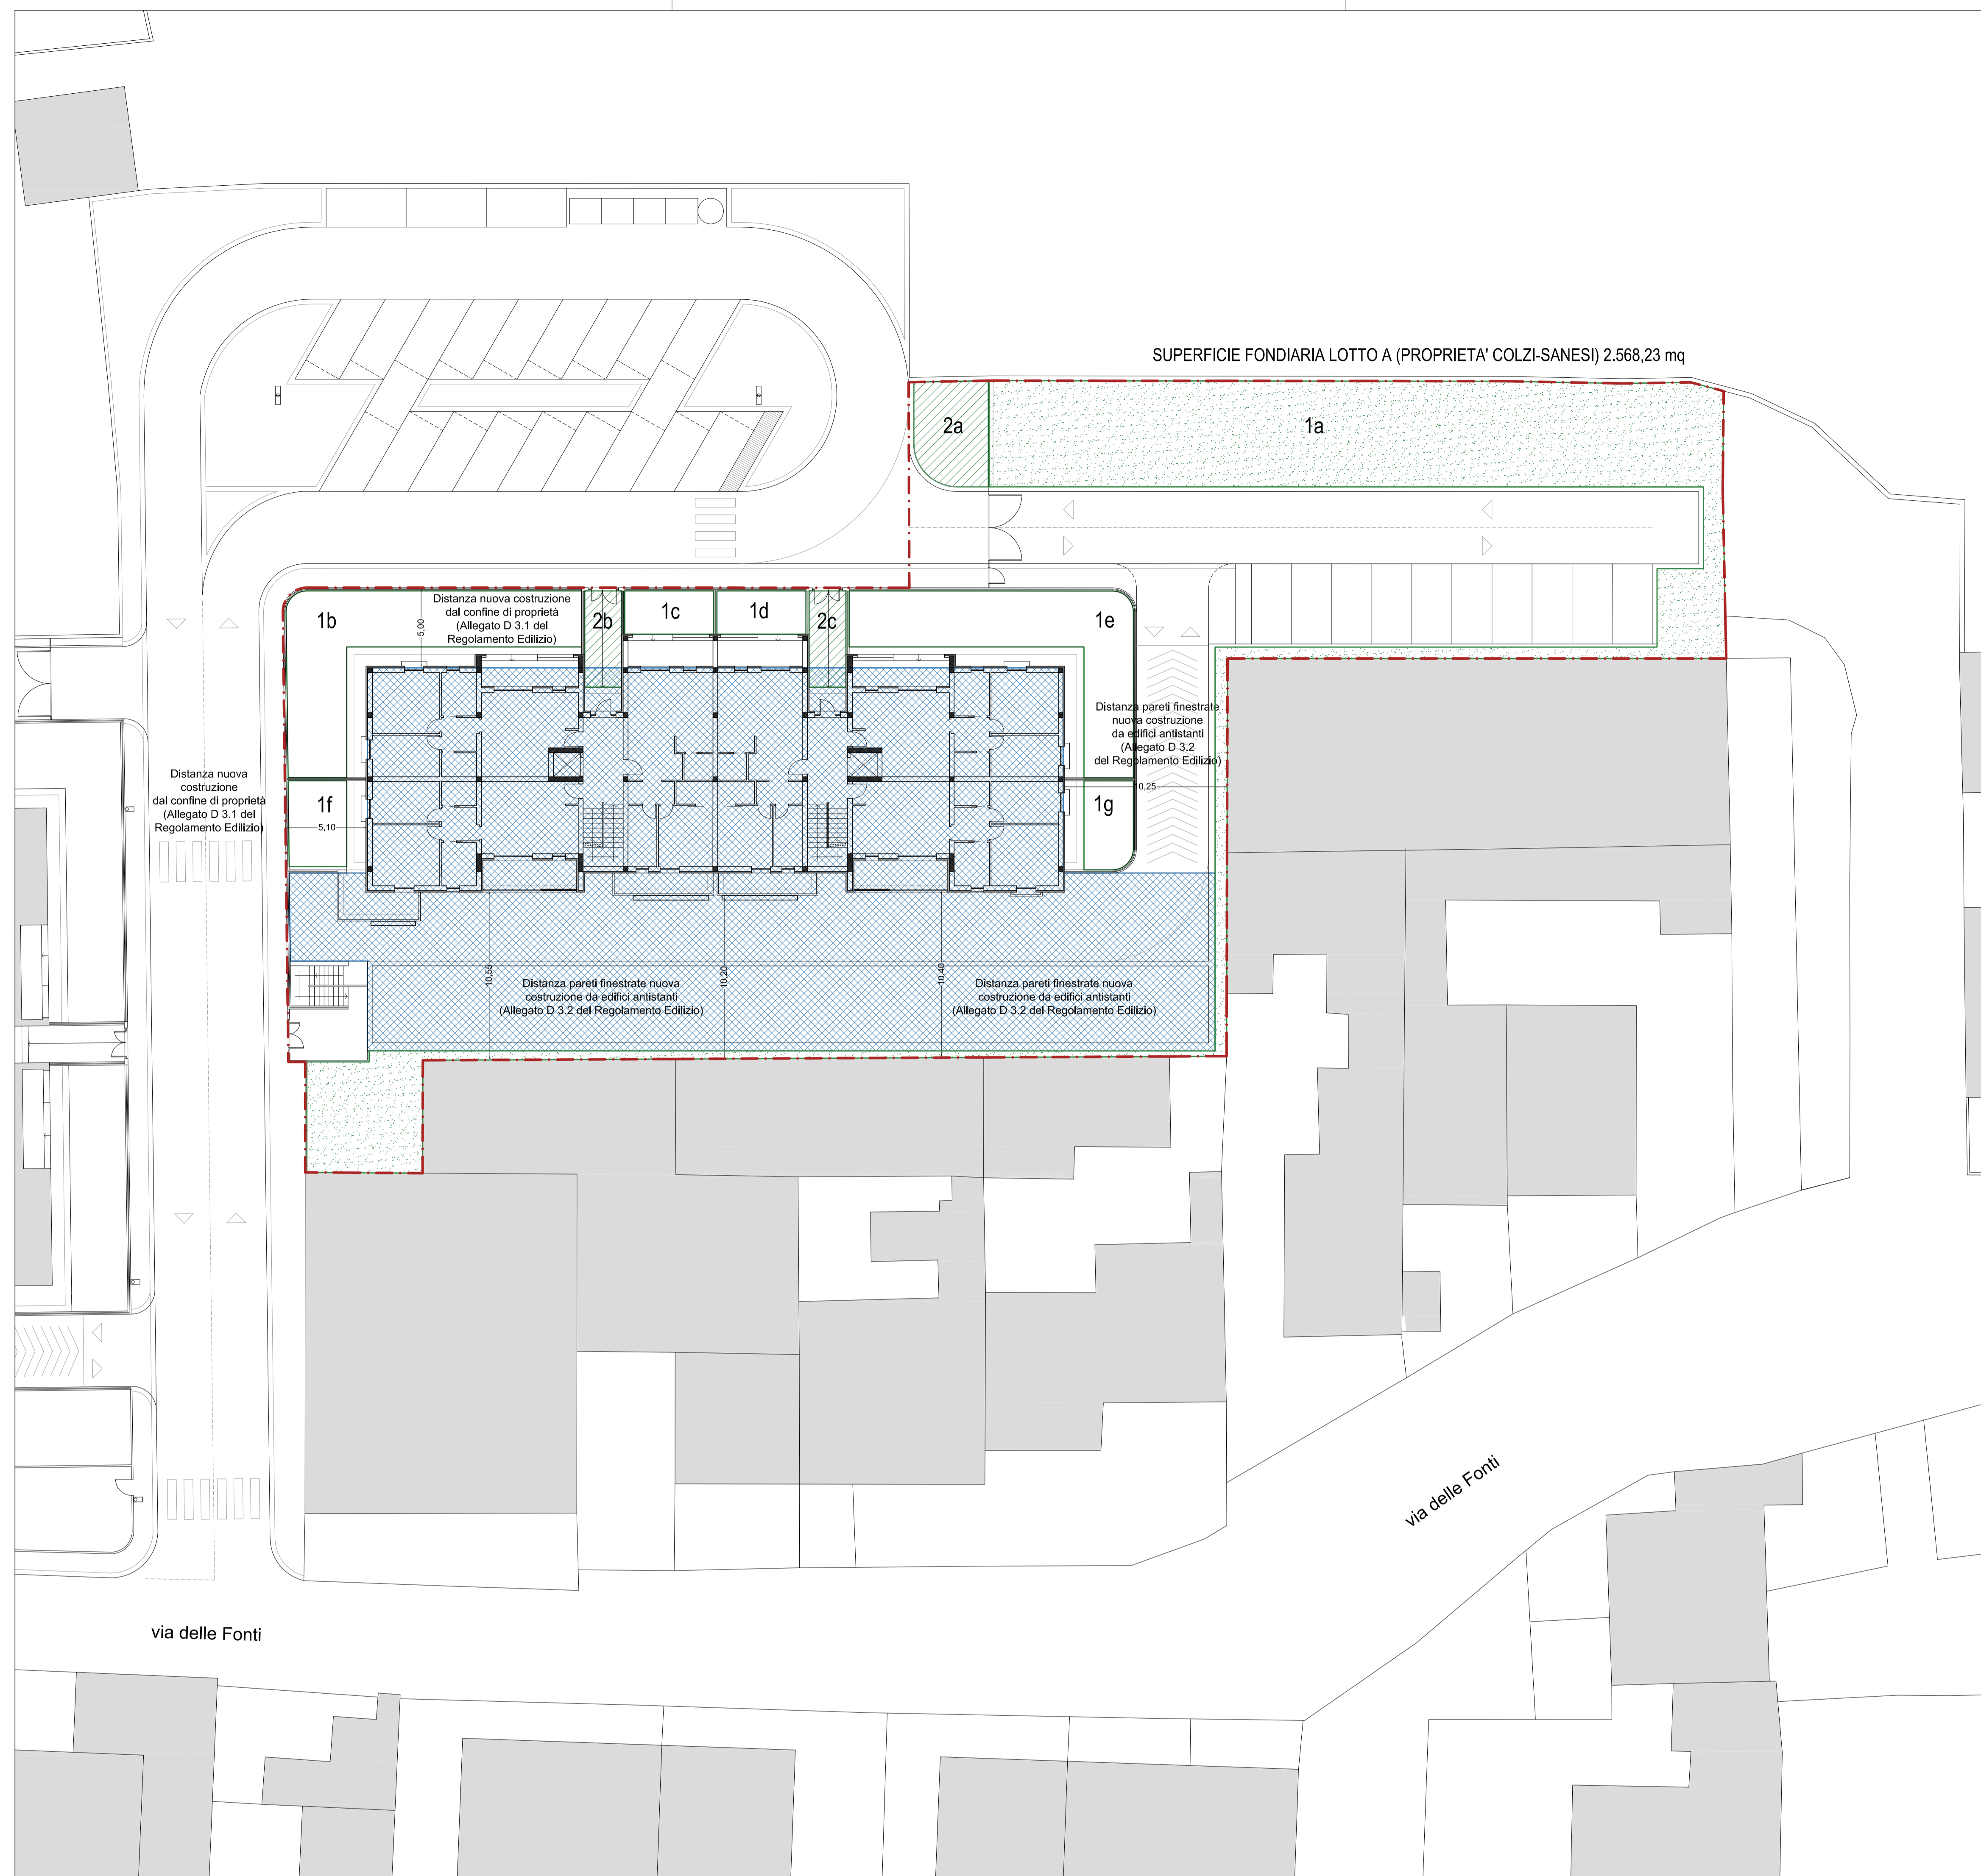 SUPERFICIE FONDIARIA LOTTO A (PROPRIETA' COLZI-SANESI) 2.568,23 mq
2a
1a
1b
Distanza nuova costruzione
dal confine di proprietà
(Allegato D 3.1 del
Regolamento Edilizio)
5,00
2b
1c
1d
2c
1e
Distanza pareti finestrate
nuova costruzione
da edifici antistanti
(Allegato D 3.2
del Regolamento Edilizio)
10,25
Distanza nuova
costruzione
dal confine di proprietà
(Allegato D 3.1 del
Regolamento Edilizio)
1f
5,10
1g
10,55
Distanza pareti finestrate nuova
costruzione da edifici antistanti
(Allegato D 3.2 del Regolamento Edilizio)
10,20
10,40
Distanza pareti finestrate nuova
costruzione da edifici antistanti
(Allegato D 3.2 del Regolamento Edilizio)
via delle Fonti
via delle Fonti